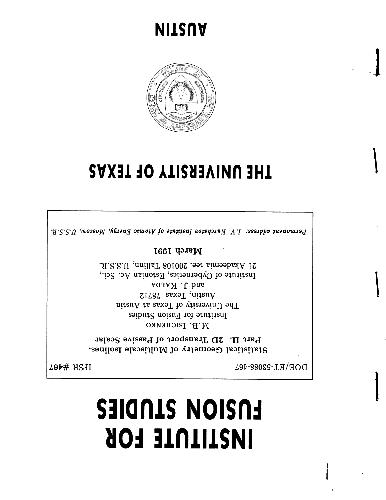 INSTITUTE FOR
FUSION STUDIES
DOE/ET-53088-467 IFSR #467
Statistical Geometry of Multiscale Isolines.
Part II. 2D Transport of Passive Scalar
M.B. ISICHENKO
Institute for Fusion Studies
The University of Texas at Austin
Austin, Texas 78712
and J. KALDA
Institute of Cybernetics, Estonian Ac. Sci.,
21 Akadeemia tee, 200108 Tallinn, U.S.S.R.
March 1991
Permanent address: I.V. Kurchatov Institute of Atomic Energy, Moscow, U.S.S.R.
THE UNIVERSITY OF TEXAS
AUSTIN